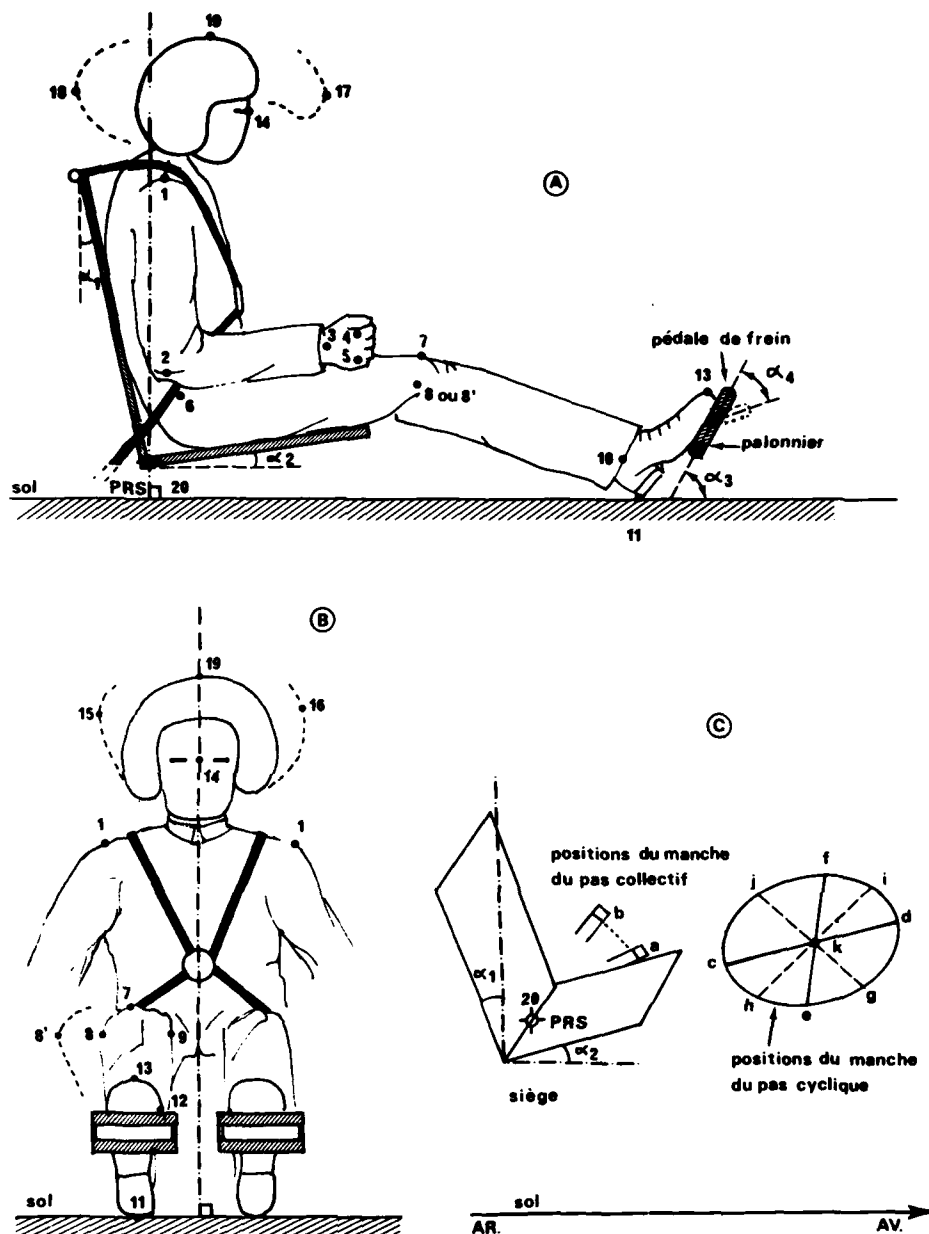 19
18
17
14
1
A
α1
2
3
4
5
6
7
8 ou 8'
pédale de frein
13
α4
palonnier
10
α3
α2
sol
PRS
20
11
B
19
15
16
14
1
1
7
8'
8
9
13
12
sol
11
C
positions du manche
du pas collectif
b
a
α1
20
PRS
α2
siège
j
f
i
d
k
c
h
e
g
positions du manche
du pas cyclique
sol
AR.
AV.